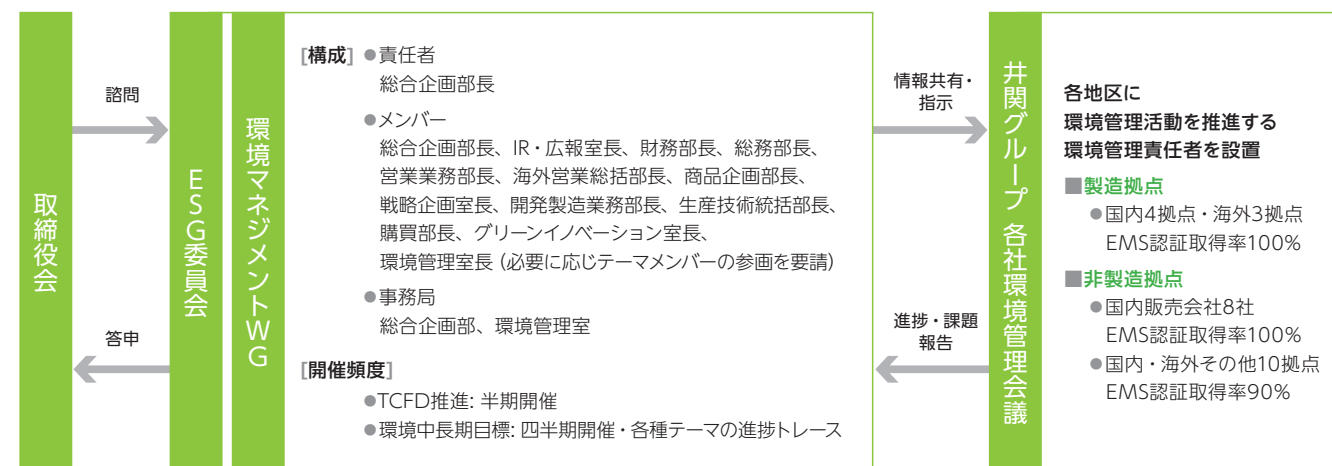 取締役会
諮問
答申
ESG委員会
環境マネジメントWG
[構成] ●責任者
総合企画部長
●メンバー
総合企画部長、IR・広報室長、財務部長、総務部長、
営業業務部長、海外営業総括部長、商品企画部長、
戦略企画室長、開発製造業務部長、生産技術統括部長、
購買部長、グリーンイノベーション室長、
環境管理室長 (必要に応じテーマメンバーの参画を要請)
●事務局
総合企画部、環境管理室
[開催頻度]
●TCFD推進: 半期開催
●環境中長期目標: 四半期開催・各種テーマの進捗トレース
情報共有・
指示
進捗・課題
報告
井関グループ 各社環境管理会議
各地区に
環境管理活動を推進する
環境管理責任者を設置
■製造拠点
●国内4拠点・海外3拠点
EMS認証取得率100%
■非製造拠点
●国内販売会社8社
EMS認証取得率100%
●国内・海外その他10拠点
EMS認証取得率90%